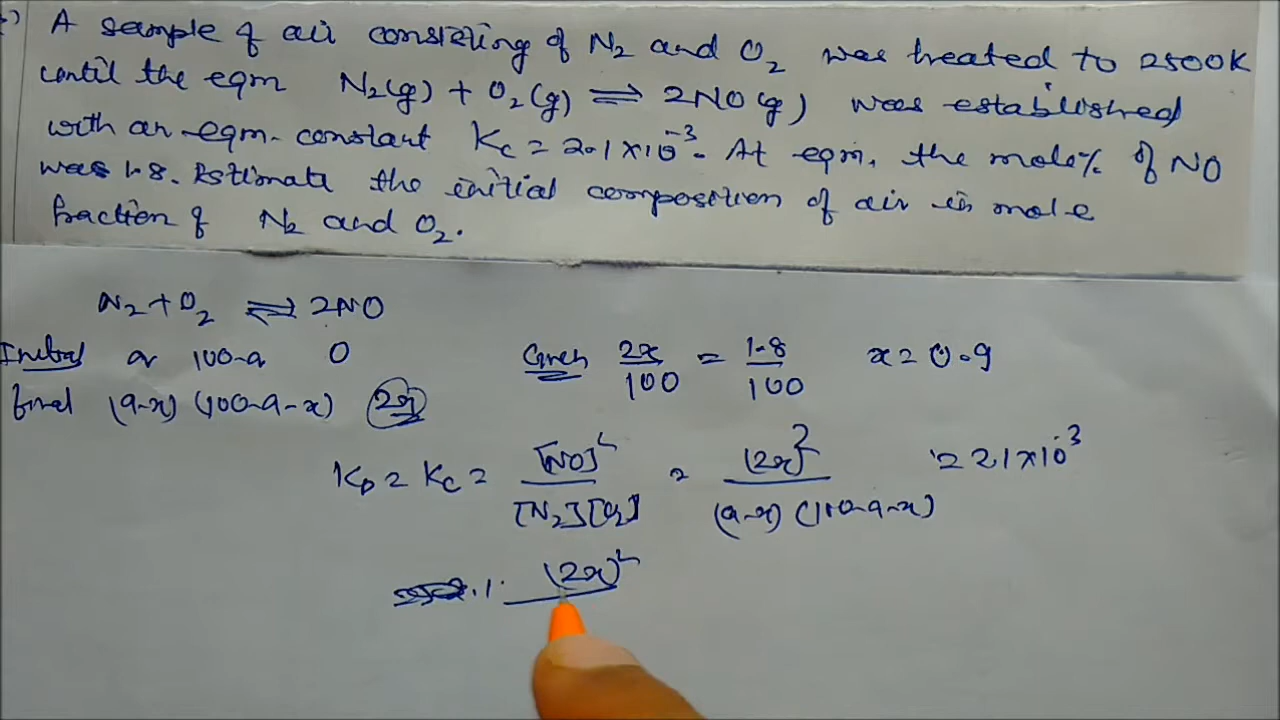 A sample of air consisting of N₂ and O₂ was heated to 2500K
until the eqm N₂(g) + O₂(g) ⇌ 2NO(g) was established
with an eqm. constant Kc = 2.1×10⁻³. At eqm, the mole% of NO
was 1.8. Estimate the initial composition of air in mole
fraction of N₂ and O₂.
N₂+O₂ ⇌ 2NO
Initial a 100-a 0 Given 2x/100 = 1.8/100 x=0.9
final (a-x) (100-a-x) 2x
Kp = Kc = [NO]²/[N₂][O₂] = (2x)²/(a-x)(100-a-x) = 2.1×10⁻³
(2x)²